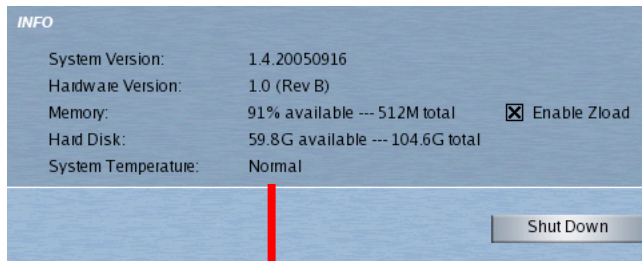 INFO
System Version: 1.4.20050916
Hardware Version: 1.0 (Rev B)
Memory: 91% available --- 512M total Enable Zload
Hard Disk: 59.8G available --- 104.6G total
System Temperature: Normal
Shut Down